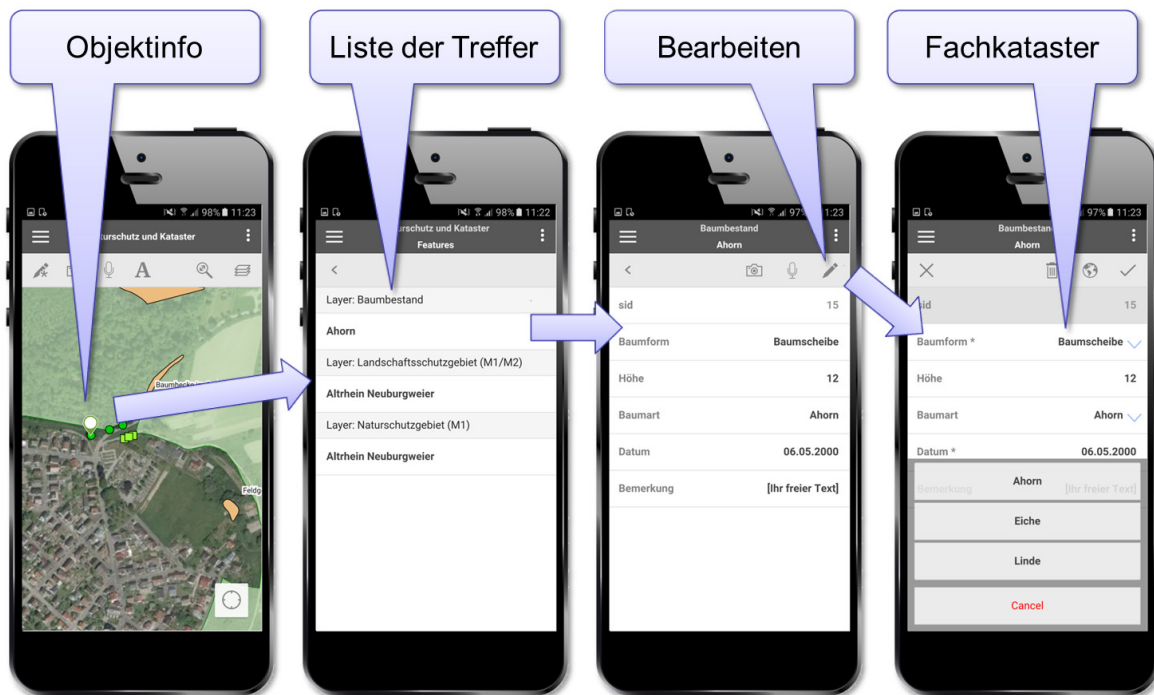 Objektinfo
Liste der Treffer
Bearbeiten
Fachkataster
98% 11:23
turschutz und Kataster
A
Baumhecke
Feldg
98% 11:22
schutz und Kataster
Features
<
Layer: Baumbestand
Ahorn
Layer: Landschaftsschutzgebiet (M1/M2)
Altrhein Neuburgweier
Layer: Naturschutzgebiet (M1)
Altrhein Neuburgweier
97% 1:23
Baumbestand
Ahorn
<
sid 15
Baumform Baumscheibe
Höhe 12
Baumart Ahorn
Datum 06.05.2000
Bemerkung [Ihr freier Text]
97% 11:23
Baumbestan
Ahorn
sid 15
Baumform * Baumscheibe
Höhe 12
Baumart Ahorn
Datum * 06.05.2000
Bemerkung [Ihr freier Text]
Ahorn
Eiche
Linde
Cancel